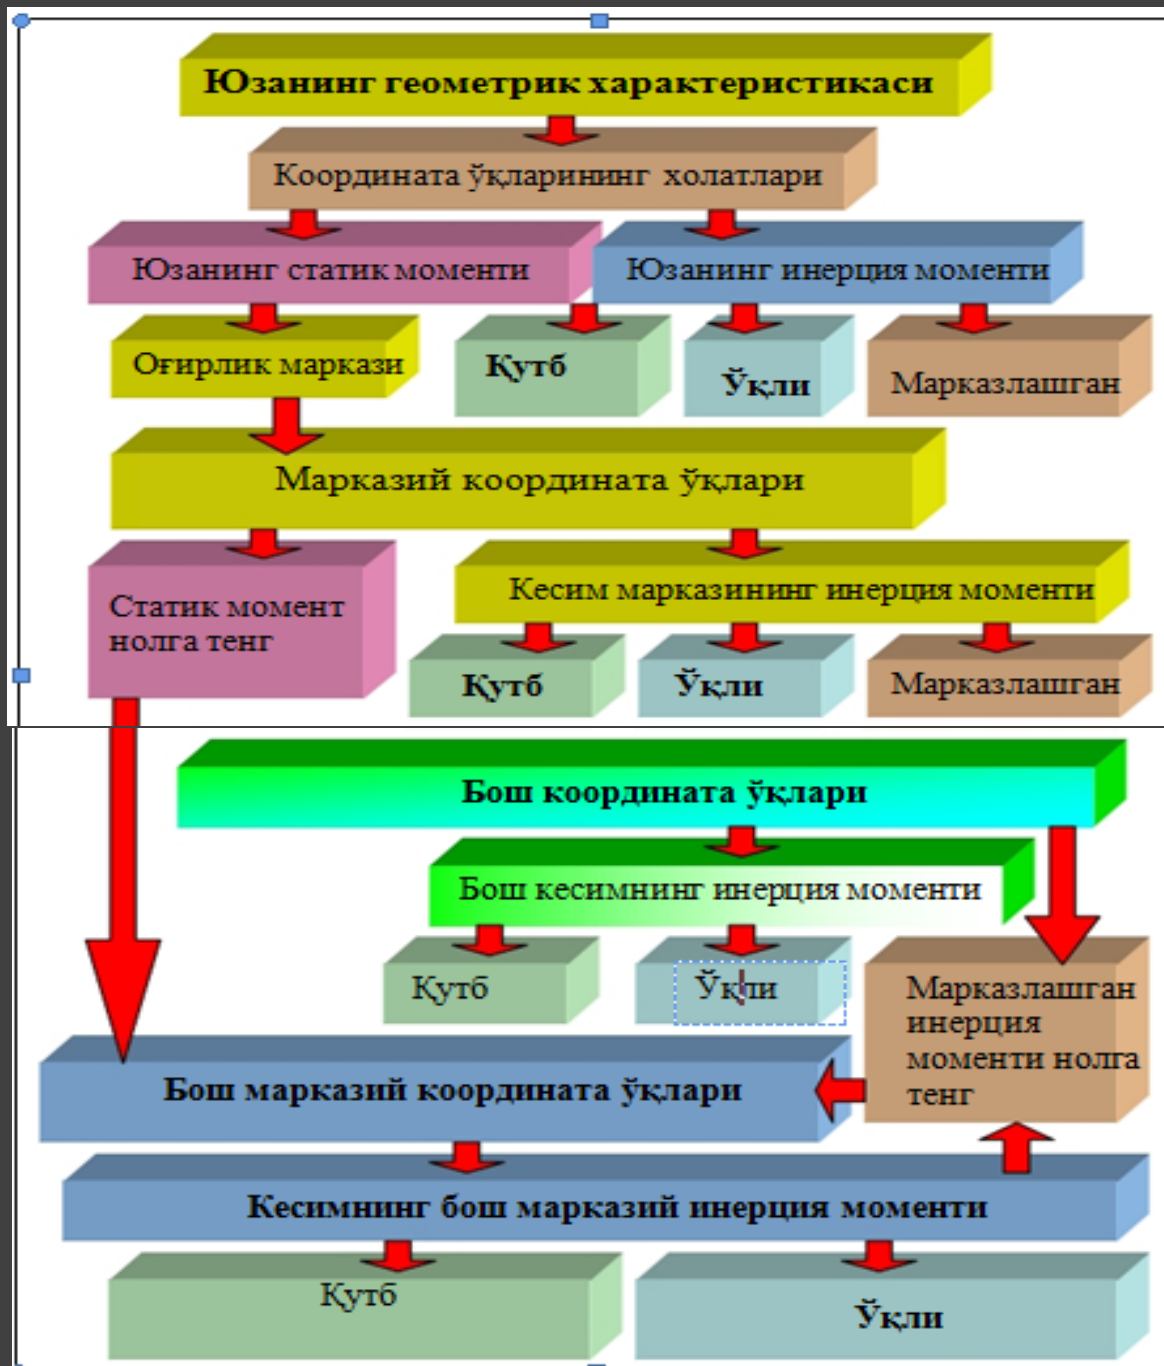 Юзанинг геометрик характеристикаси
Координата ўқларининг холатлари
Юзанинг статик моменти
Юзанинг инерция моменти
Оғирлик маркази
Қутб
Ўқли
Марказлашган
Марказий координата ўқлари
Статик момент
нолга тенг
Кесим марказининг инерция моменти
Қутб
Ўқли
Марказлашган
Бош координата ўқлари
Бош кесимнинг инерция моменти
Қутб
Ўқли
Марказлашган
инерция
моменти нолга
тенг
Бош марказий координата ўқлари
Кесимнинг бош марказий инерция моменти
Қутб
Ўқли